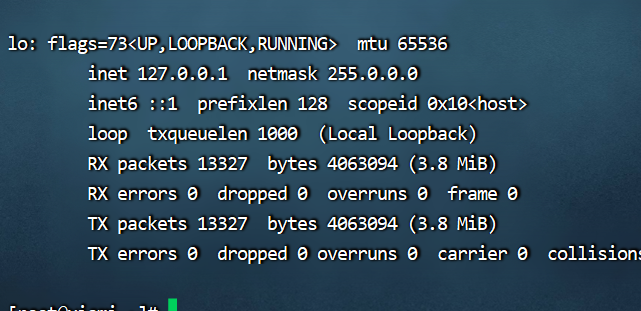 lo: flags=73<UP,LOOPBACK,RUNNING>  mtu 65536
inet 127.0.0.1  netmask 255.0.0.0
inet6 ::1  prefixlen 128  scopeid 0x10<host>
loop  txqueuelen 1000  (Local Loopback)
RX packets 13327  bytes 4063094 (3.8 MiB)
RX errors 0  dropped 0  overruns 0  frame 0
TX packets 13327  bytes 4063094 (3.8 MiB)
TX errors 0  dropped 0 overruns 0  carrier 0  collisions